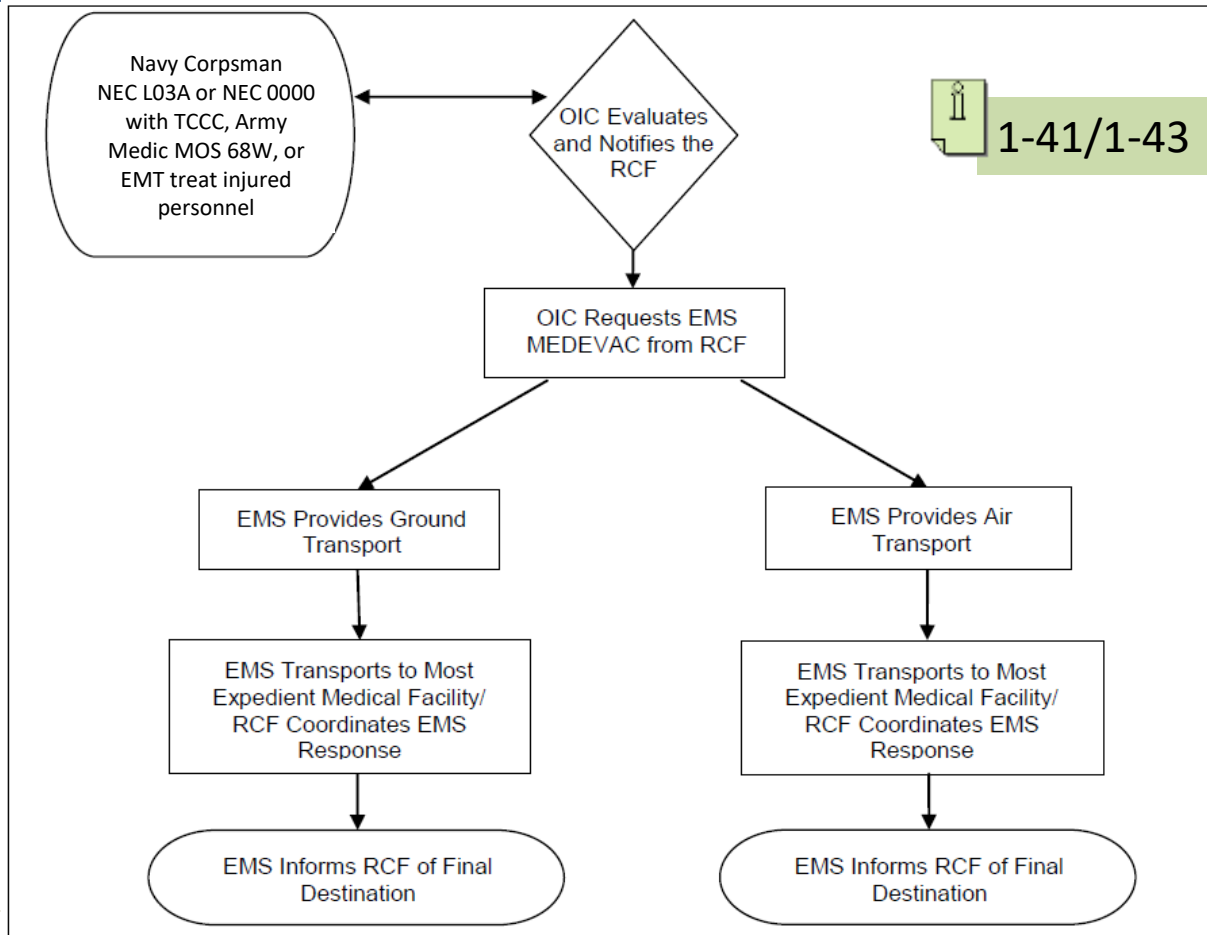 Navy Corpsman
NEC L03A or NEC 0000
with TCCC, Army
Medic MOS 68W, or
EMT treat injured
personnel
OIC Evaluates
and Notifies the
RCF
1-41/1-43
OIC Requests EMS
MEDEVAC from RCF
EMS Provides Ground
Transport
EMS Provides Air
Transport
EMS Transports to Most
Expedient Medical Facility/
RCF Coordinates EMS
Response
EMS Transports to Most
Expedient Medical Facility/
RCF Coordinates EMS
Response
EMS Informs RCF of Final
Destination
EMS Informs RCF of Final
Destination